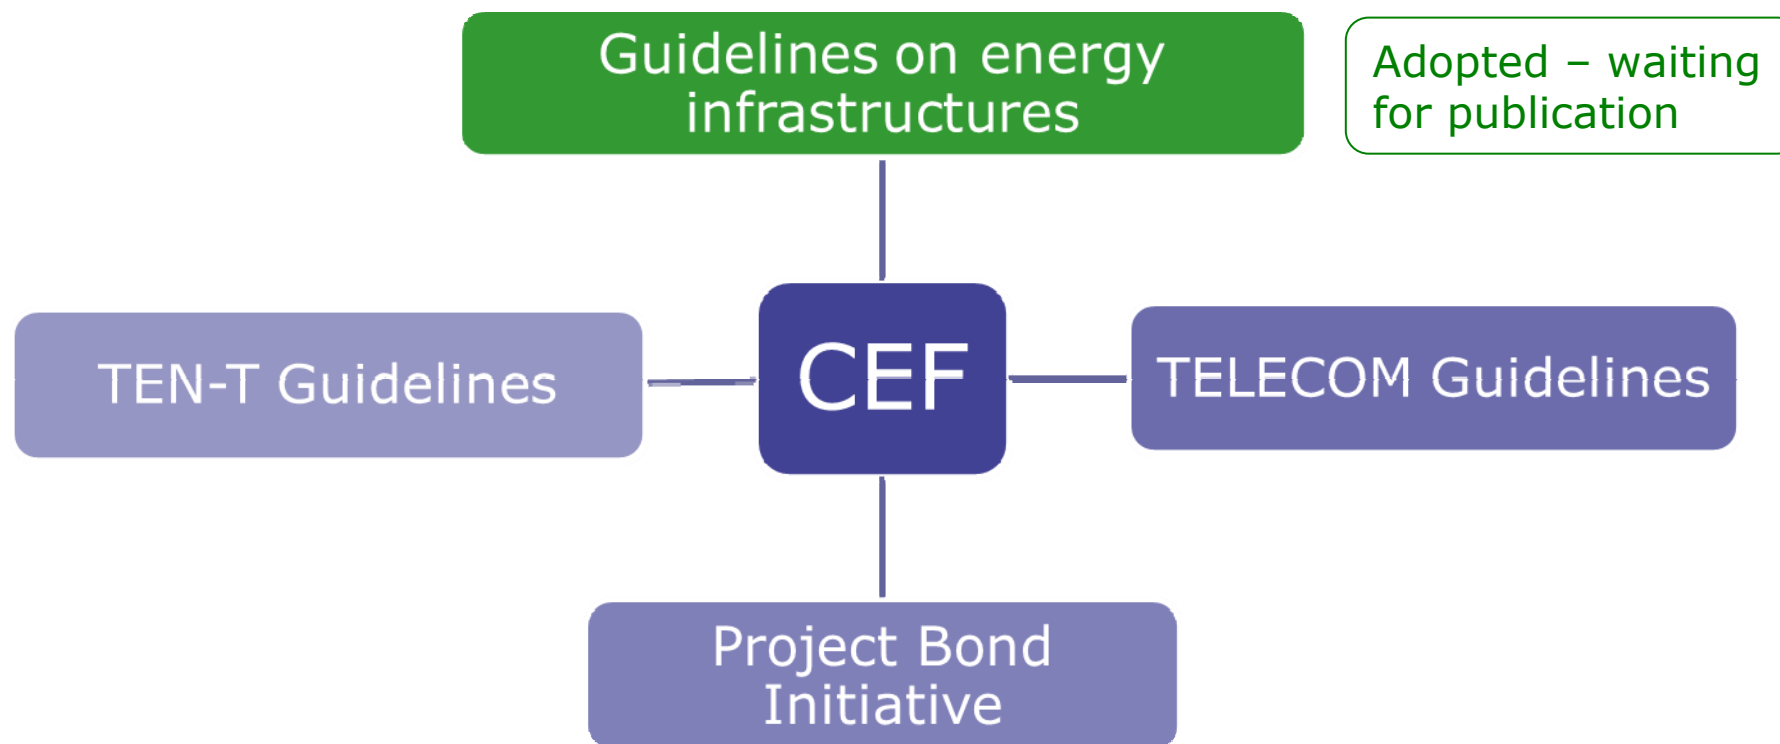 Guidelines on energy
infrastructures
Adopted – waiting
for publication
TEN-T Guidelines
CEF
TELECOM Guidelines
Project Bond
Initiative